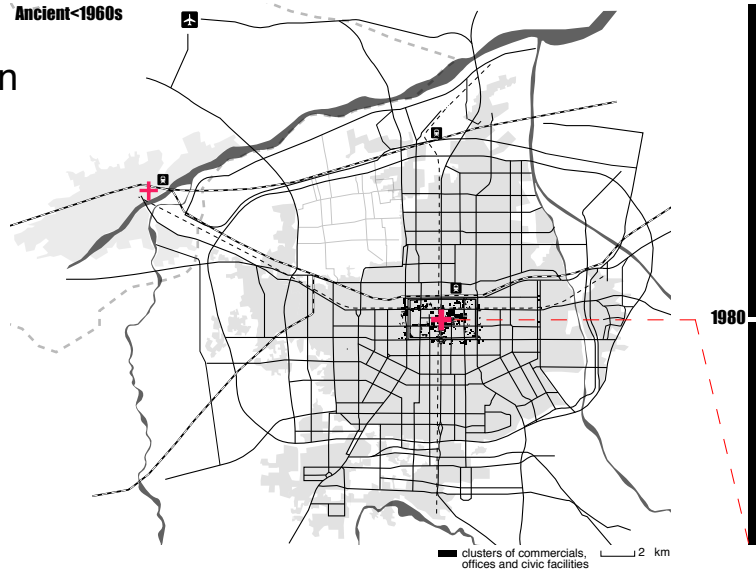 Ancient<1960s
n
1980
clusters of commercials,
offices and civic facilities
2 km